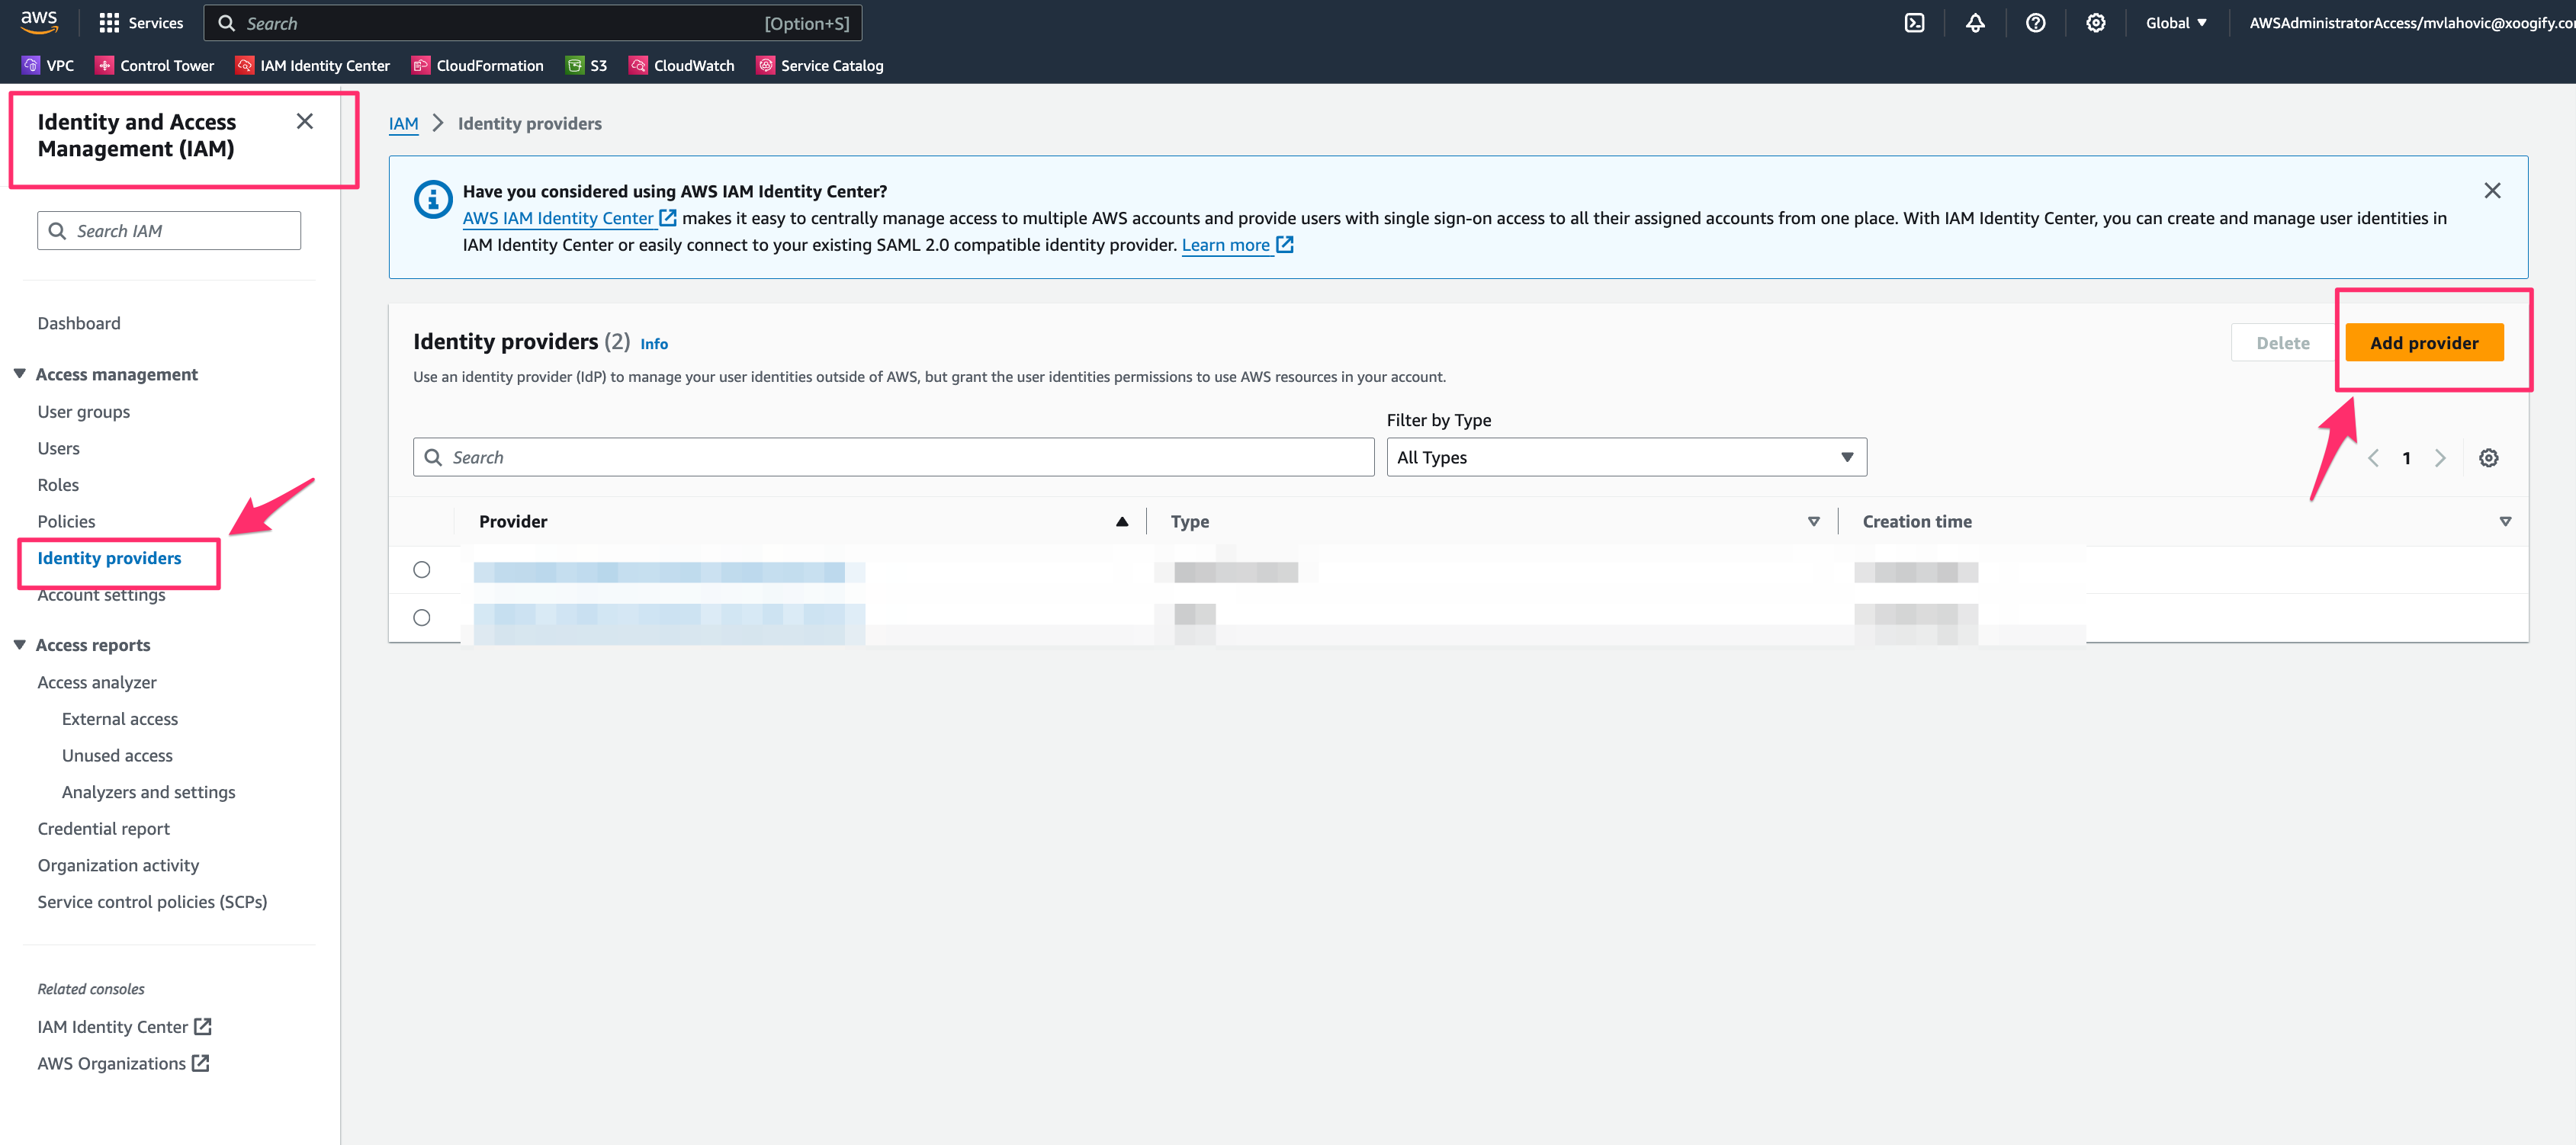 aws
Services
Search
[Option+S]
Global
AWSAdministratorAccess/mvlahovic@xoogify.co
VPC
Control Tower
IAM Identity Center
CloudFormation
S3
CloudWatch
Service Catalog
Identity and Access
Management (IAM)
Search IAM
Dashboard
Access management
User groups
Users
Roles
Policies
Identity providers
Account settings
Access reports
Access analyzer
External access
Unused access
Analyzers and settings
Credential report
Organization activity
Service control policies (SCPs)
Related consoles
IAM Identity Center
AWS Organizations
IAM > Identity providers
Have you considered using AWS IAM Identity Center?
AWS IAM Identity Center makes it easy to centrally manage access to multiple AWS accounts and provide users with single sign-on access to all their assigned accounts from one place. With IAM Identity Center, you can create and manage user identities in
IAM Identity Center or easily connect to your existing SAML 2.0 compatible identity provider. Learn more
Identity providers (2) Info
Delete
Add provider
Use an identity provider (IdP) to manage your user identities outside of AWS, but grant the user identities permissions to use AWS resources in your account.
Filter by Type
Search
All Types
1
Provider
Type
Creation time